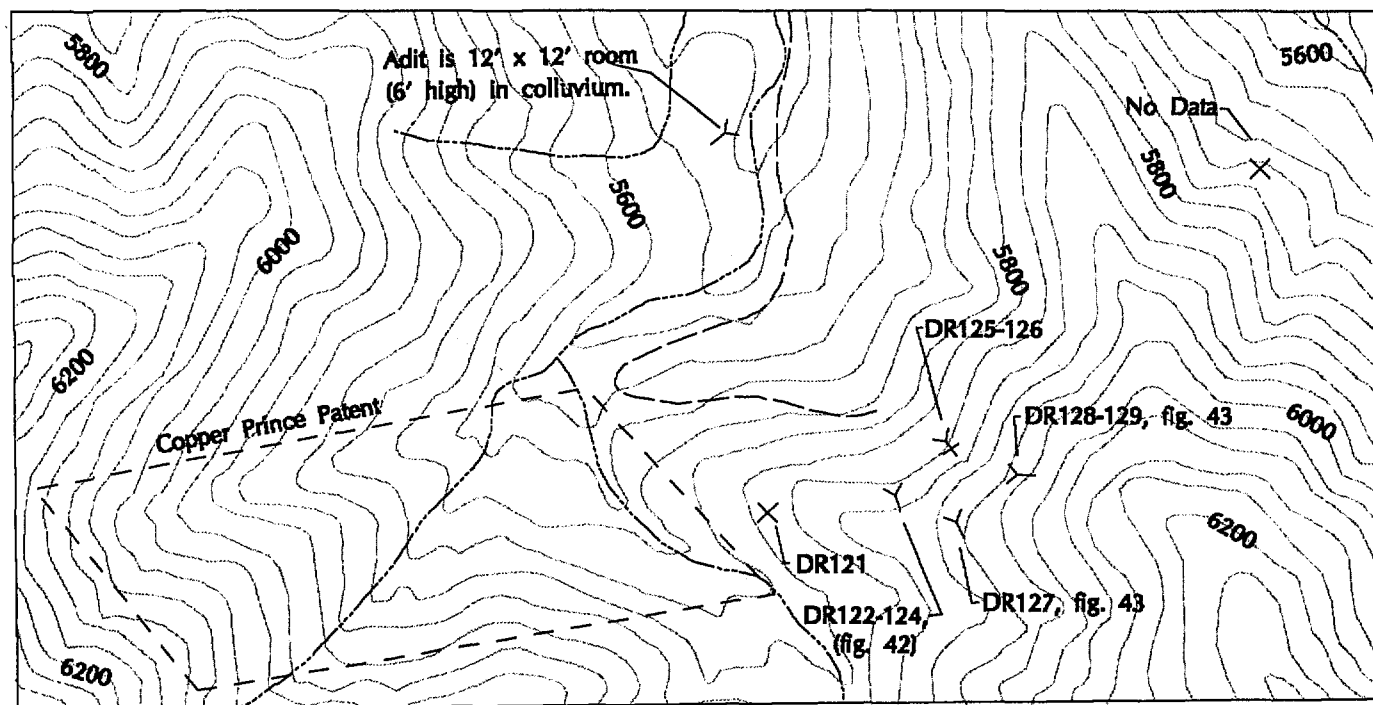 5800
Adit is 12' x 12' room
(6' high) in colluvium.
5600
No Data
5800
5600
6000
5800
DR125-126
6200
Copper Prince Patent
DR128-129, fig. 43
6000
6200
DR121
DR127, fig. 43
DR122-124,
(fig. 42)
6200